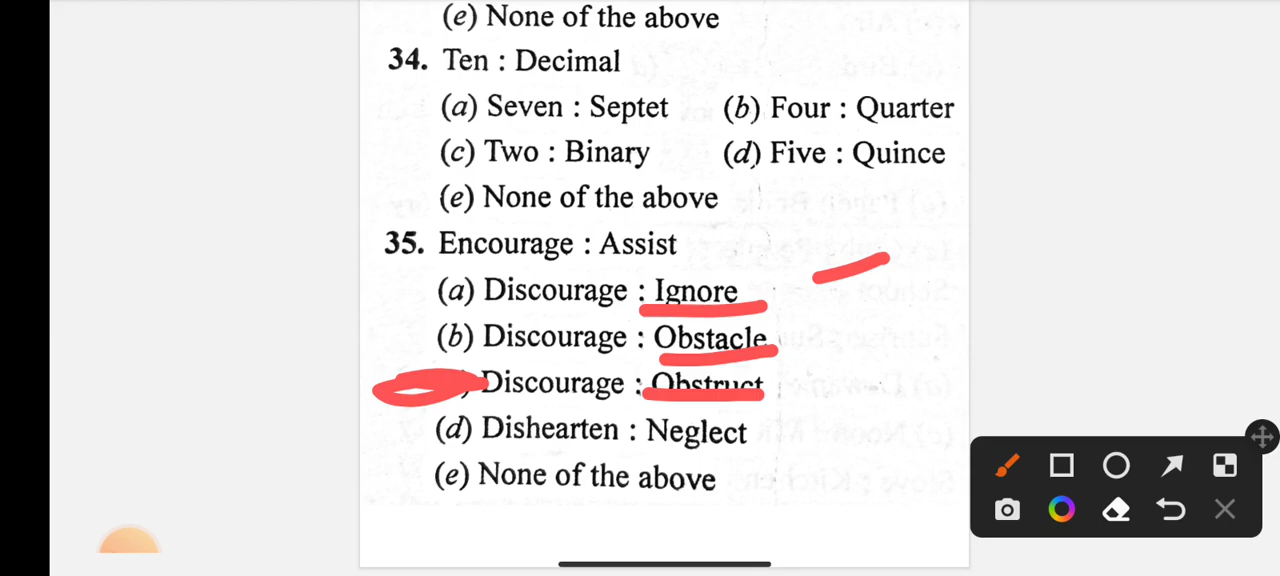 (e) None of the above
34. Ten : Decimal
(a) Seven : Septet (b) Four : Quarter
(c) Two : Binary (d) Five : Quince
(e) None of the above
35. Encourage : Assist
(a) Discourage : Ignore
(b) Discourage : Obstacle
) Discourage : Obstruct
(d) Dishearten : Neglect
(e) None of the above